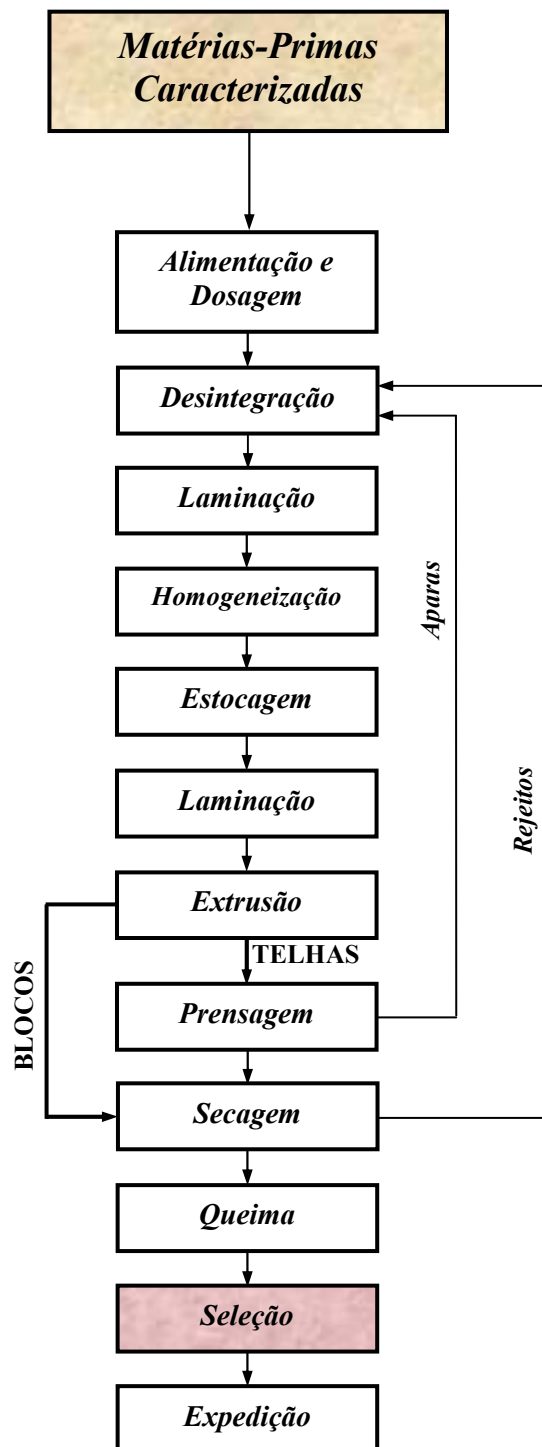 Matérias-Primas
Caracterizadas
Alimentação e
Dosagem
Desintegração
Laminação
Homogeneização
Aparas
Estocagem
Laminação
Rejeitos
Extrusão
TELHAS
BLOCOS
Prensagem
Secagem
Queima
Seleção
Expedição